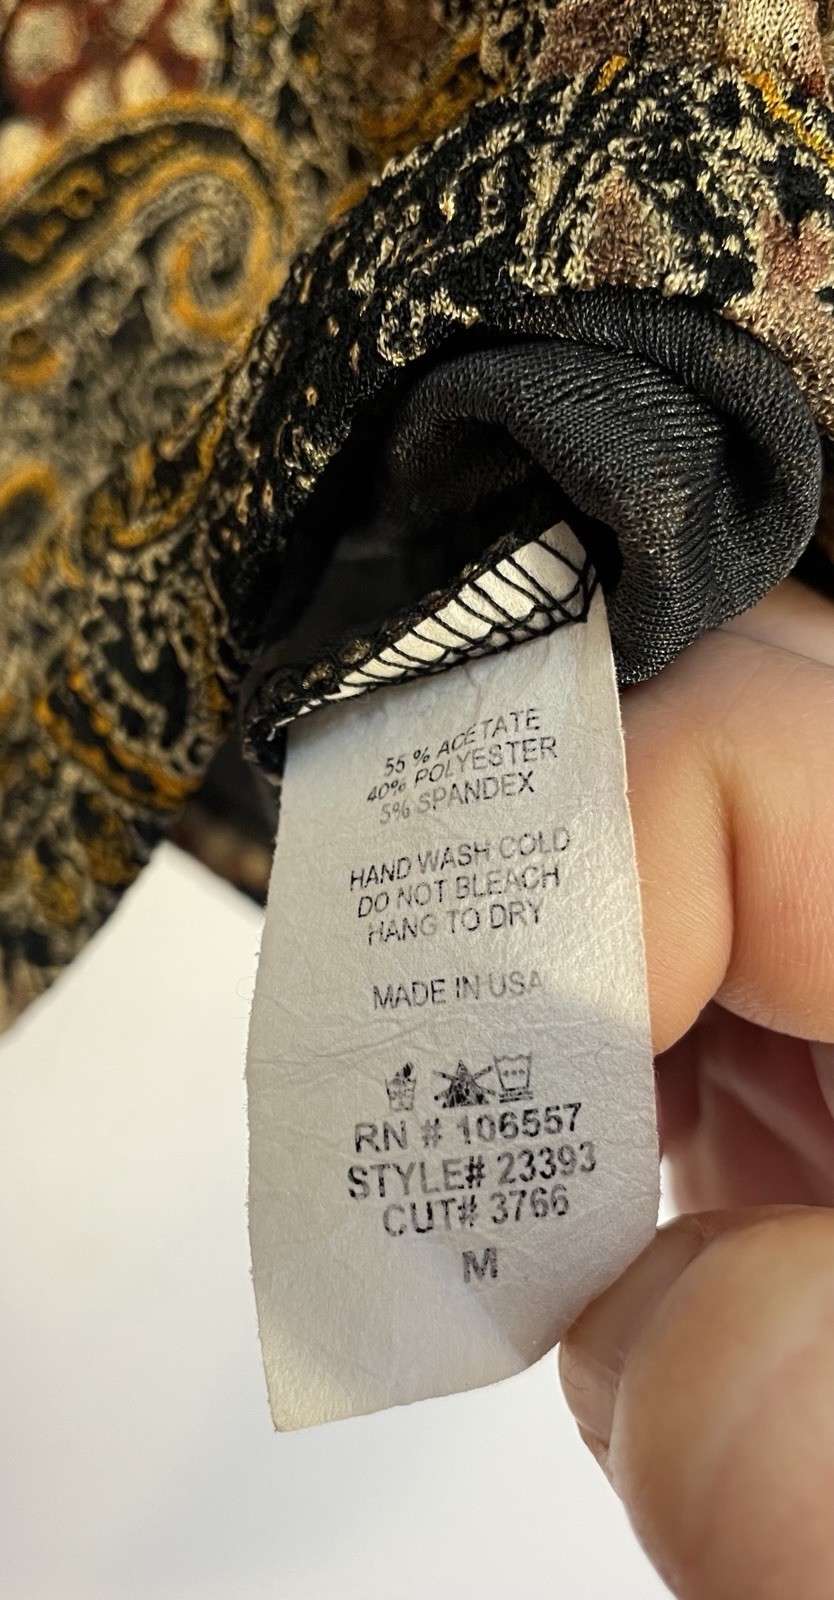 55 % ACETATE
40% POLYESTER
5% SPANDEX
HAND WASH COLD
DO NOT BLEACH
HANG TO DRY
MADE IN USA
RN # 106557
STYLE# 23393
CUT# 3766
M